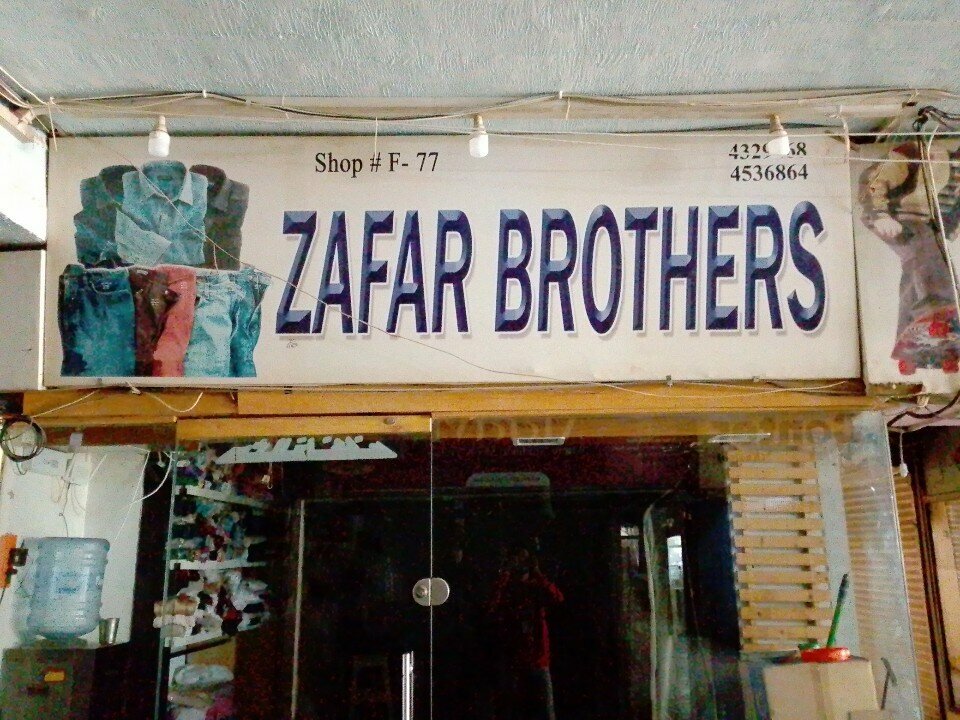 Shop # F- 77
4536864
ZAFAR BROTHERS